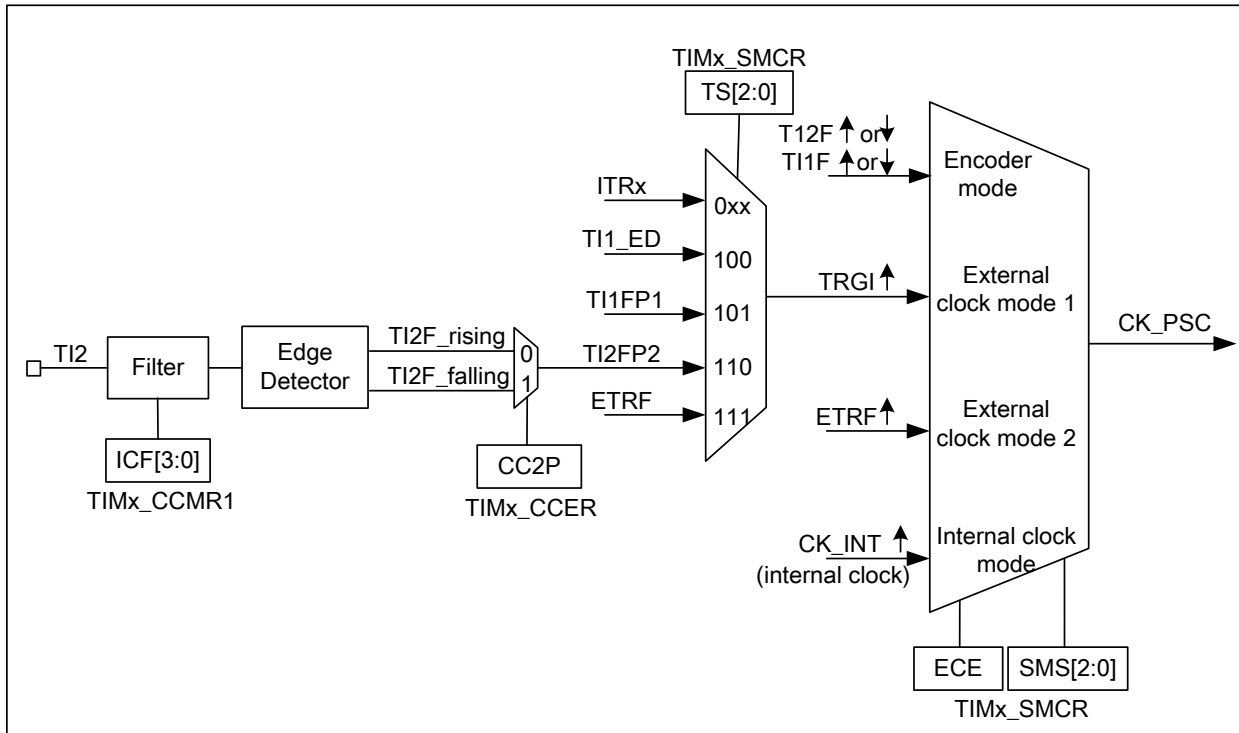 TIMx_SMCR
TS[2:0]
T12F ↑ or ↓
TI1F ↑ or ↓
Encoder
mode
ITRx
0xx
TI1_ED
100
TRGI ↑
External
clock mode 1
TI1FP1
101
CK_PSC
TI2
Filter
Edge
Detector
TI2F_rising
0
TI2F_falling
1
TI2FP2
110
ETRF
111
ETRF ↑
External
clock mode 2
ICF[3:0]
TIMx_CCMR1
CC2P
TIMx_CCER
CK_INT ↑
(internal clock)
Internal clock
mode
ECE
SMS[2:0]
TIMx_SMCR